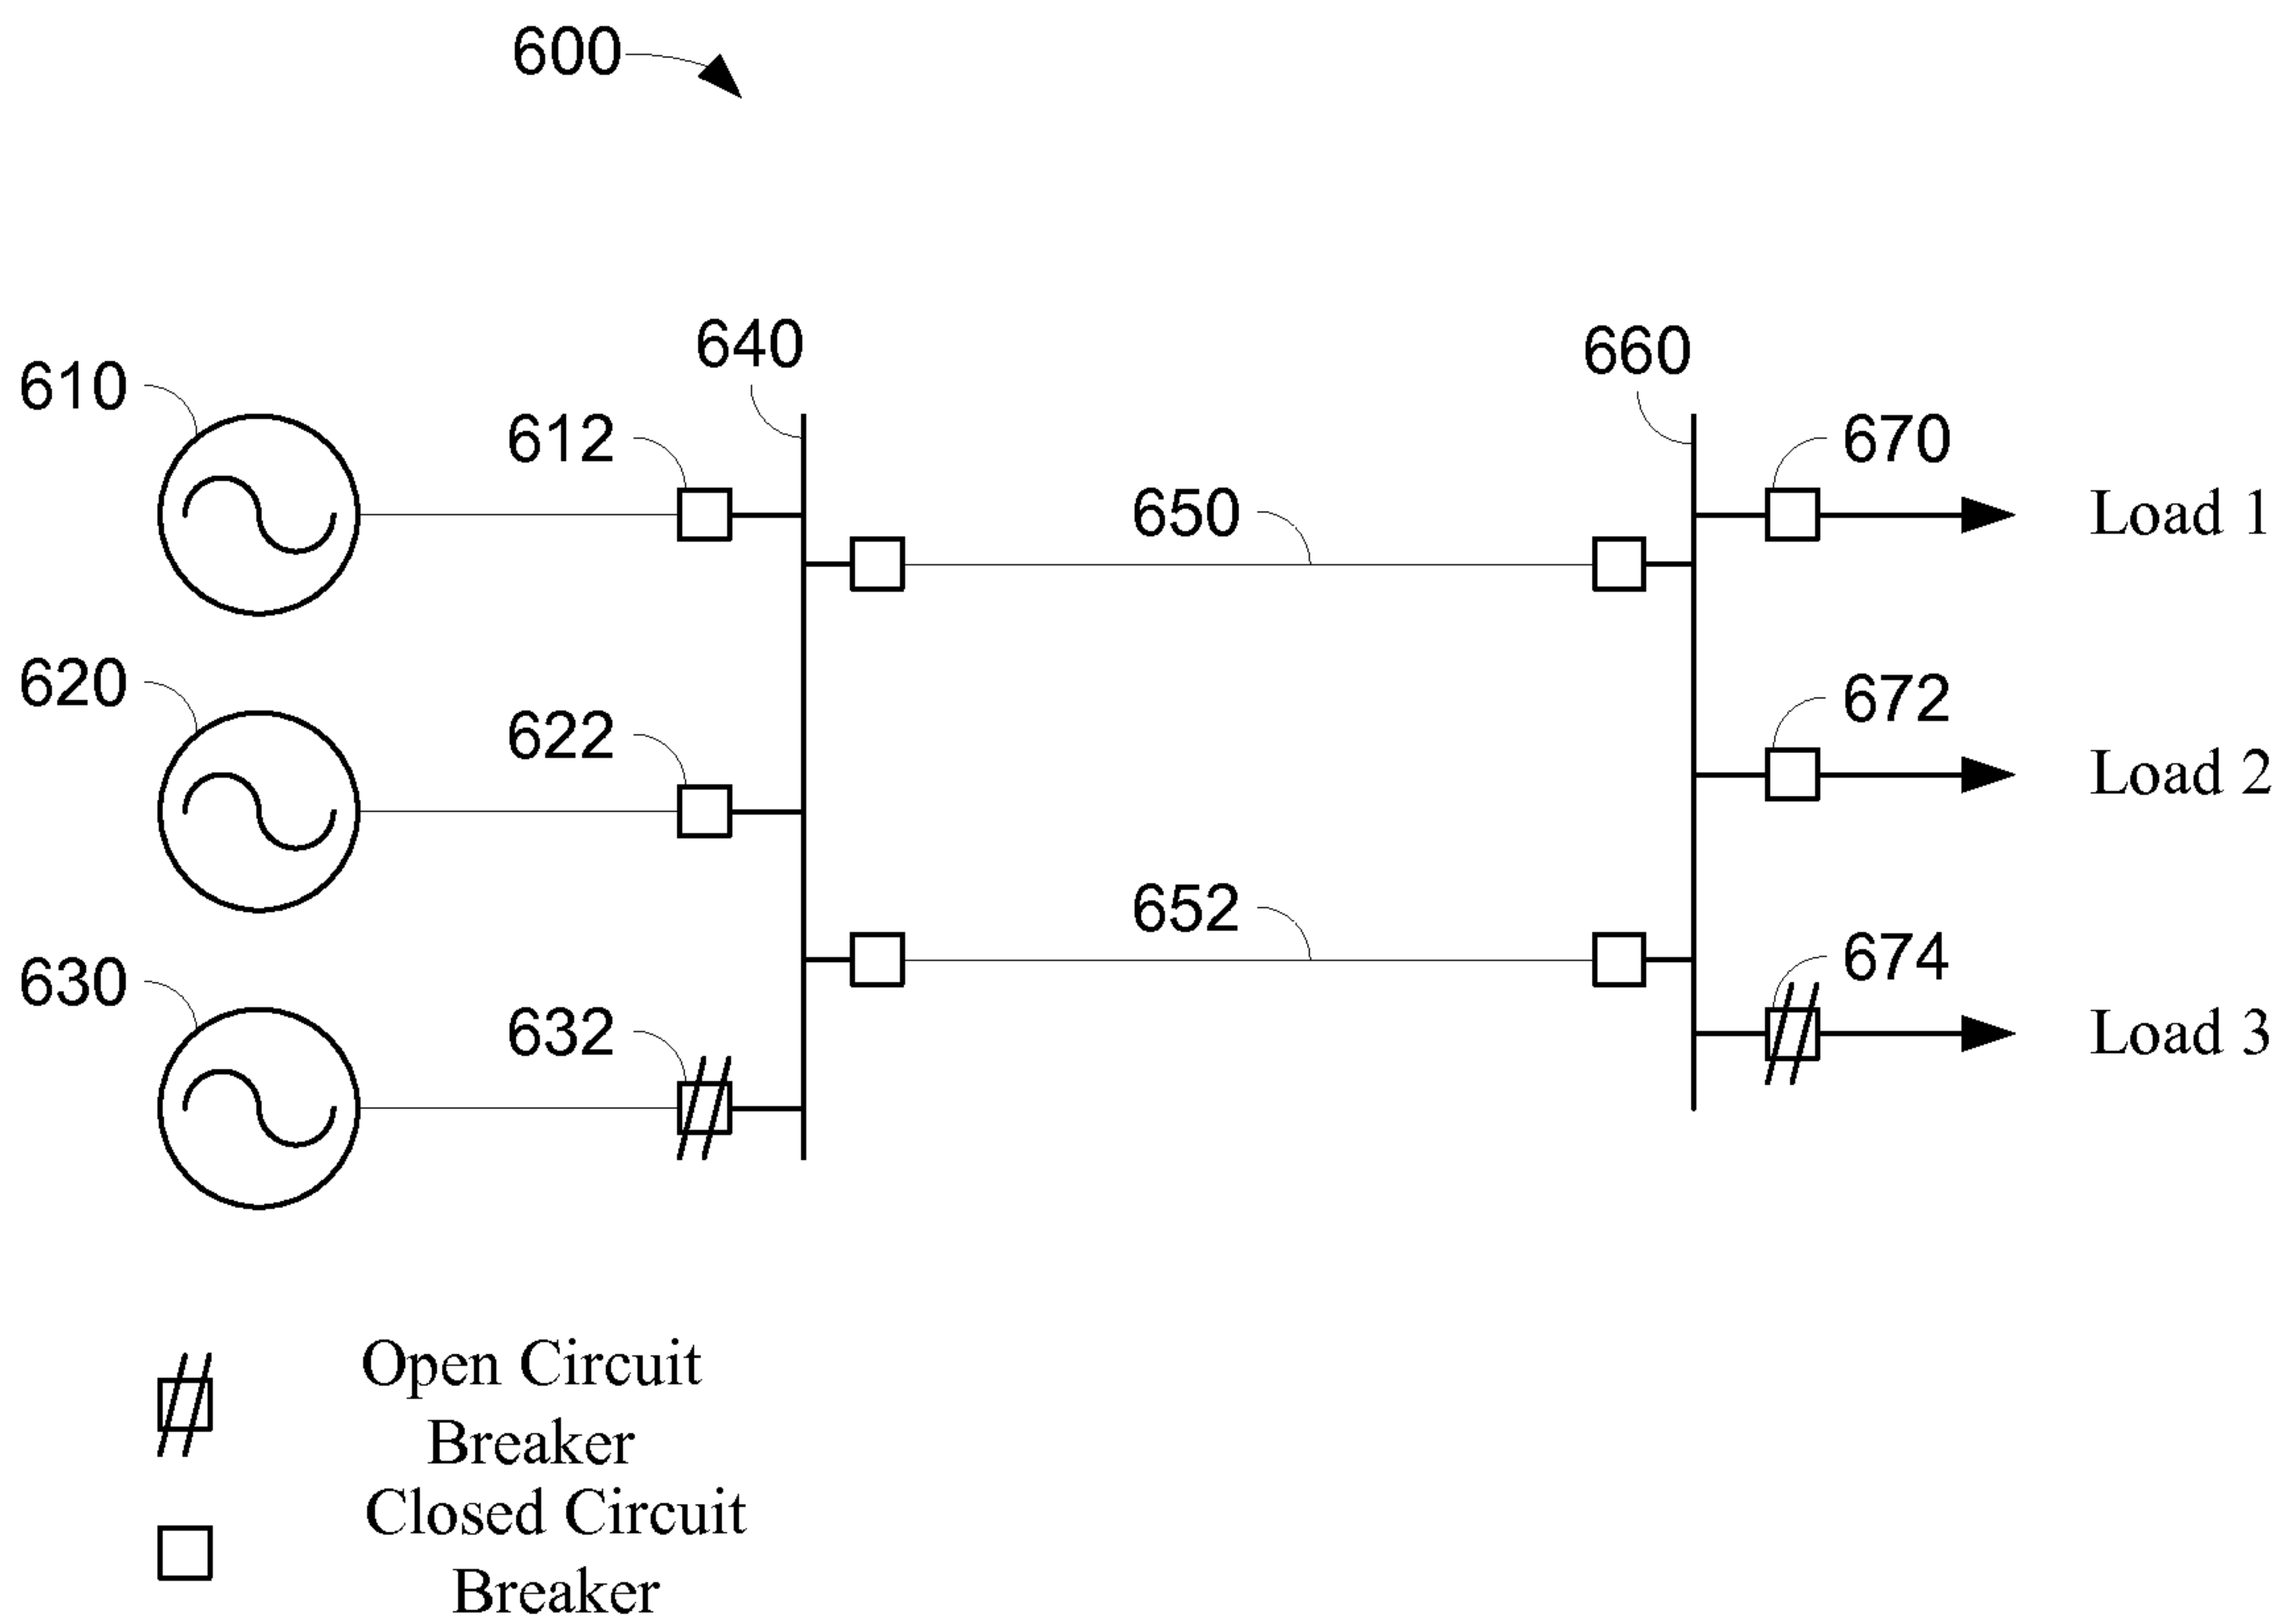 600
640
660
610
612
670
650
Load 1
620
622
672
Load 2
652
630
632
674
Load 3
Open Circuit
Breaker
Closed Circuit
Breaker